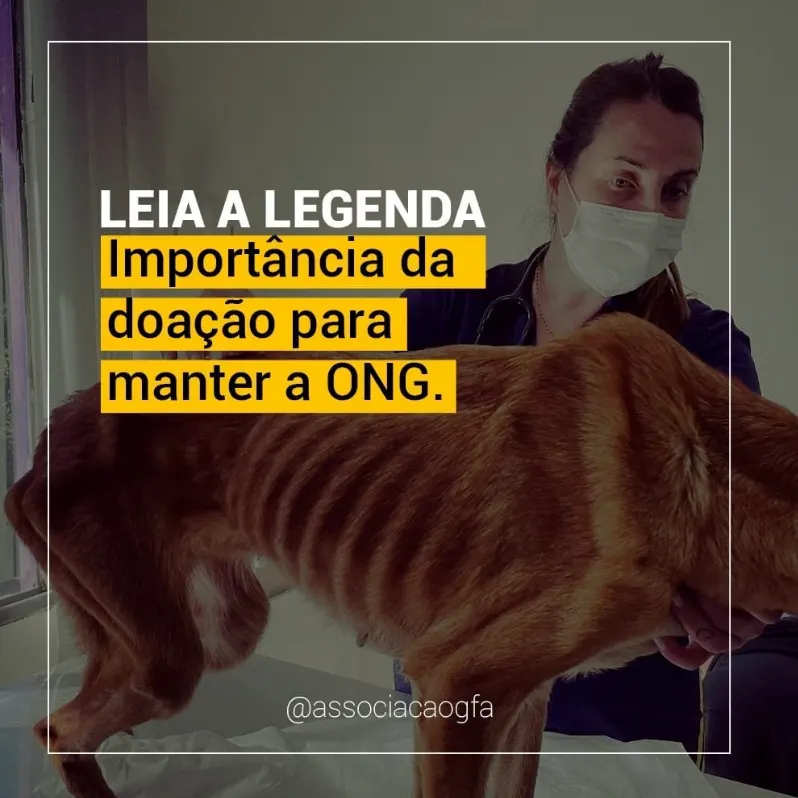 LEIA A LEGENDA
Importância da
doação para
manter a ONG.
@associacaogfa